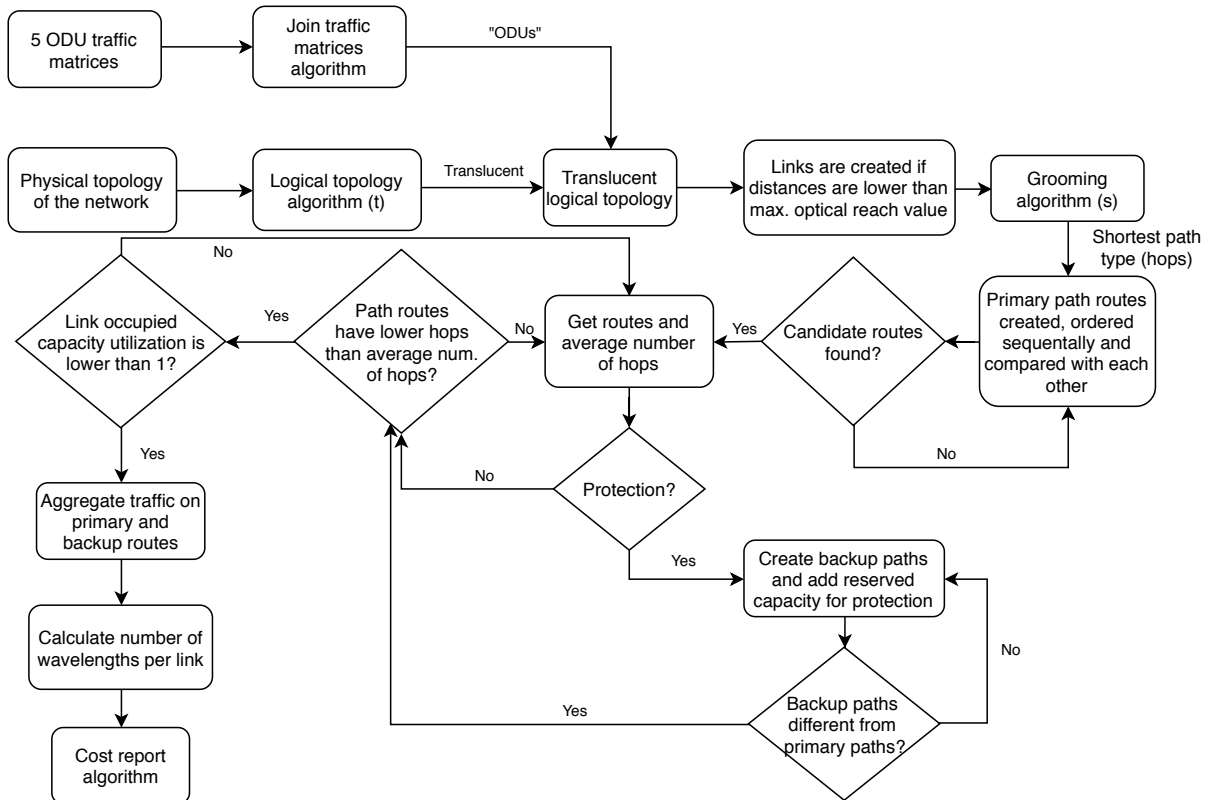 5 ODU traffic
matrices
Join traffic
matrices
algorithm
"ODUs"
Physical topology
of the network
Logical topology
algorithm (t)
Translucent
Translucent
logical topology
Links are created if
distances are lower than
max. optical reach value
Grooming
algorithm (s)
Shortest path
type (hops)
No
Link occupied
capacity utilization is
lower than 1?
Yes
Path routes
have lower hops
than average num.
of hops?
No
Get routes and
average number
of hops
Yes
Candidate routes
found?
Primary path routes
created, ordered
sequentally and
compared with each
other
No
Yes
No
Protection?
Aggregate traffic on
primary and
backup routes
Yes
Create backup paths
and add reserved
capacity for protection
Calculate number of
wavelengths per link
No
Yes
Backup paths
different from
primary paths?
Cost report
algorithm